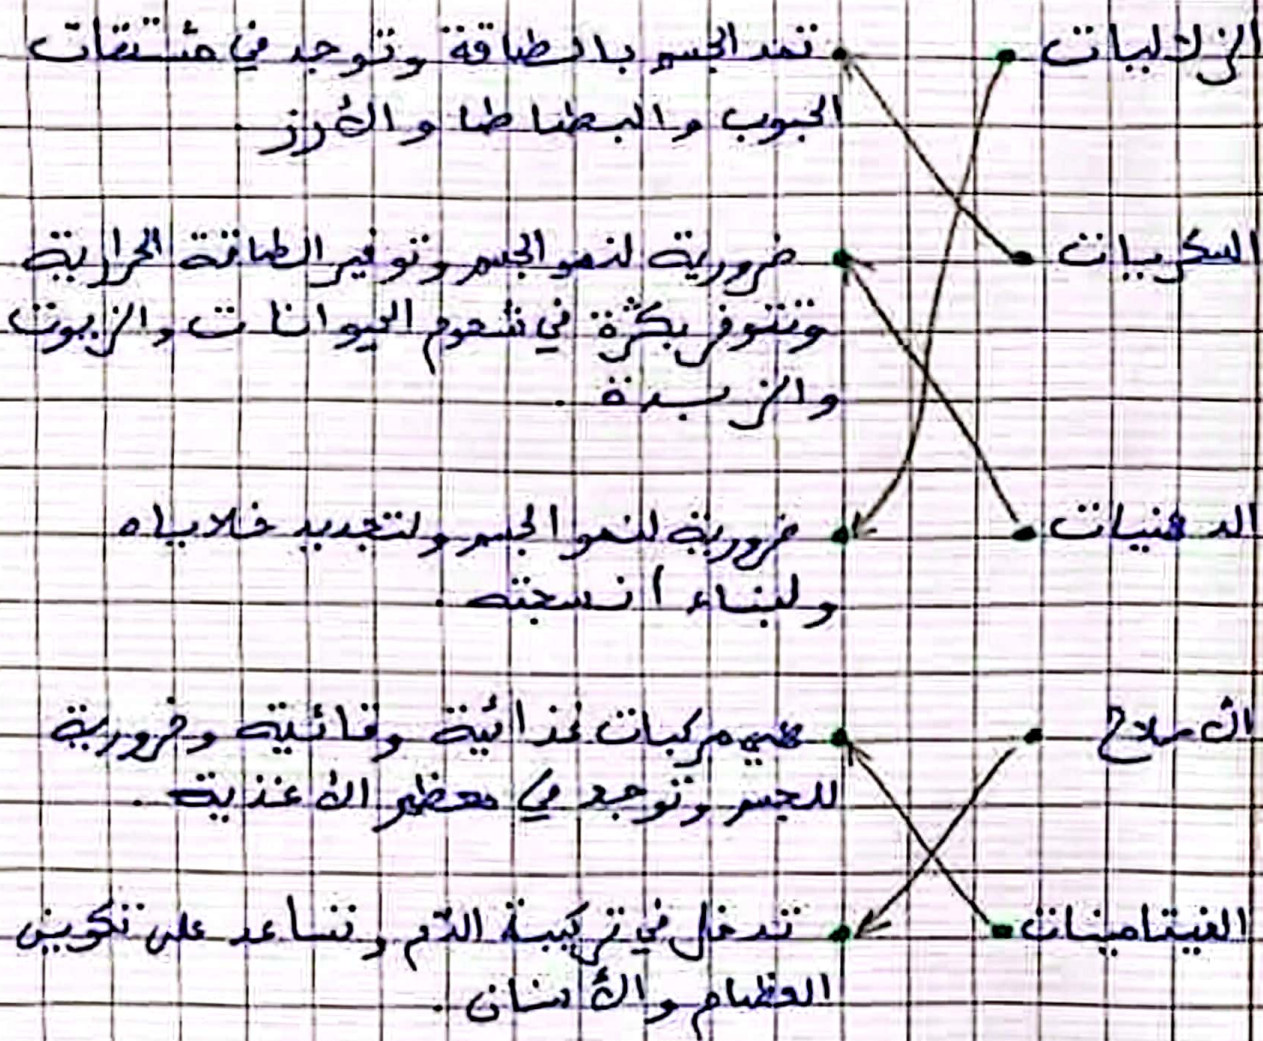 الزلاليات • • تمد الجسم بالطاقة وتوجد في مشتقات
الحبوب والبطاطا والأرز.
السكريات • • ضرورية لنمو الجسم وتوفير الطاقة الحرارية
وتتوفر بكثرة في شحوم الحيوانات والزيوت
والزبدة.
الدهنيات • • ضرورية لنمو الجسم ولتجديد خلاياه
ولبناء أنسجته.
الأملاح • • هي مركبات غذائية وقائية وضرورية
للجسم وتوجد في معظم الأغذية.
الفيتامينات • • تدخل في تركيبة الدم وتساعد على تكوين
العظام والأسنان.